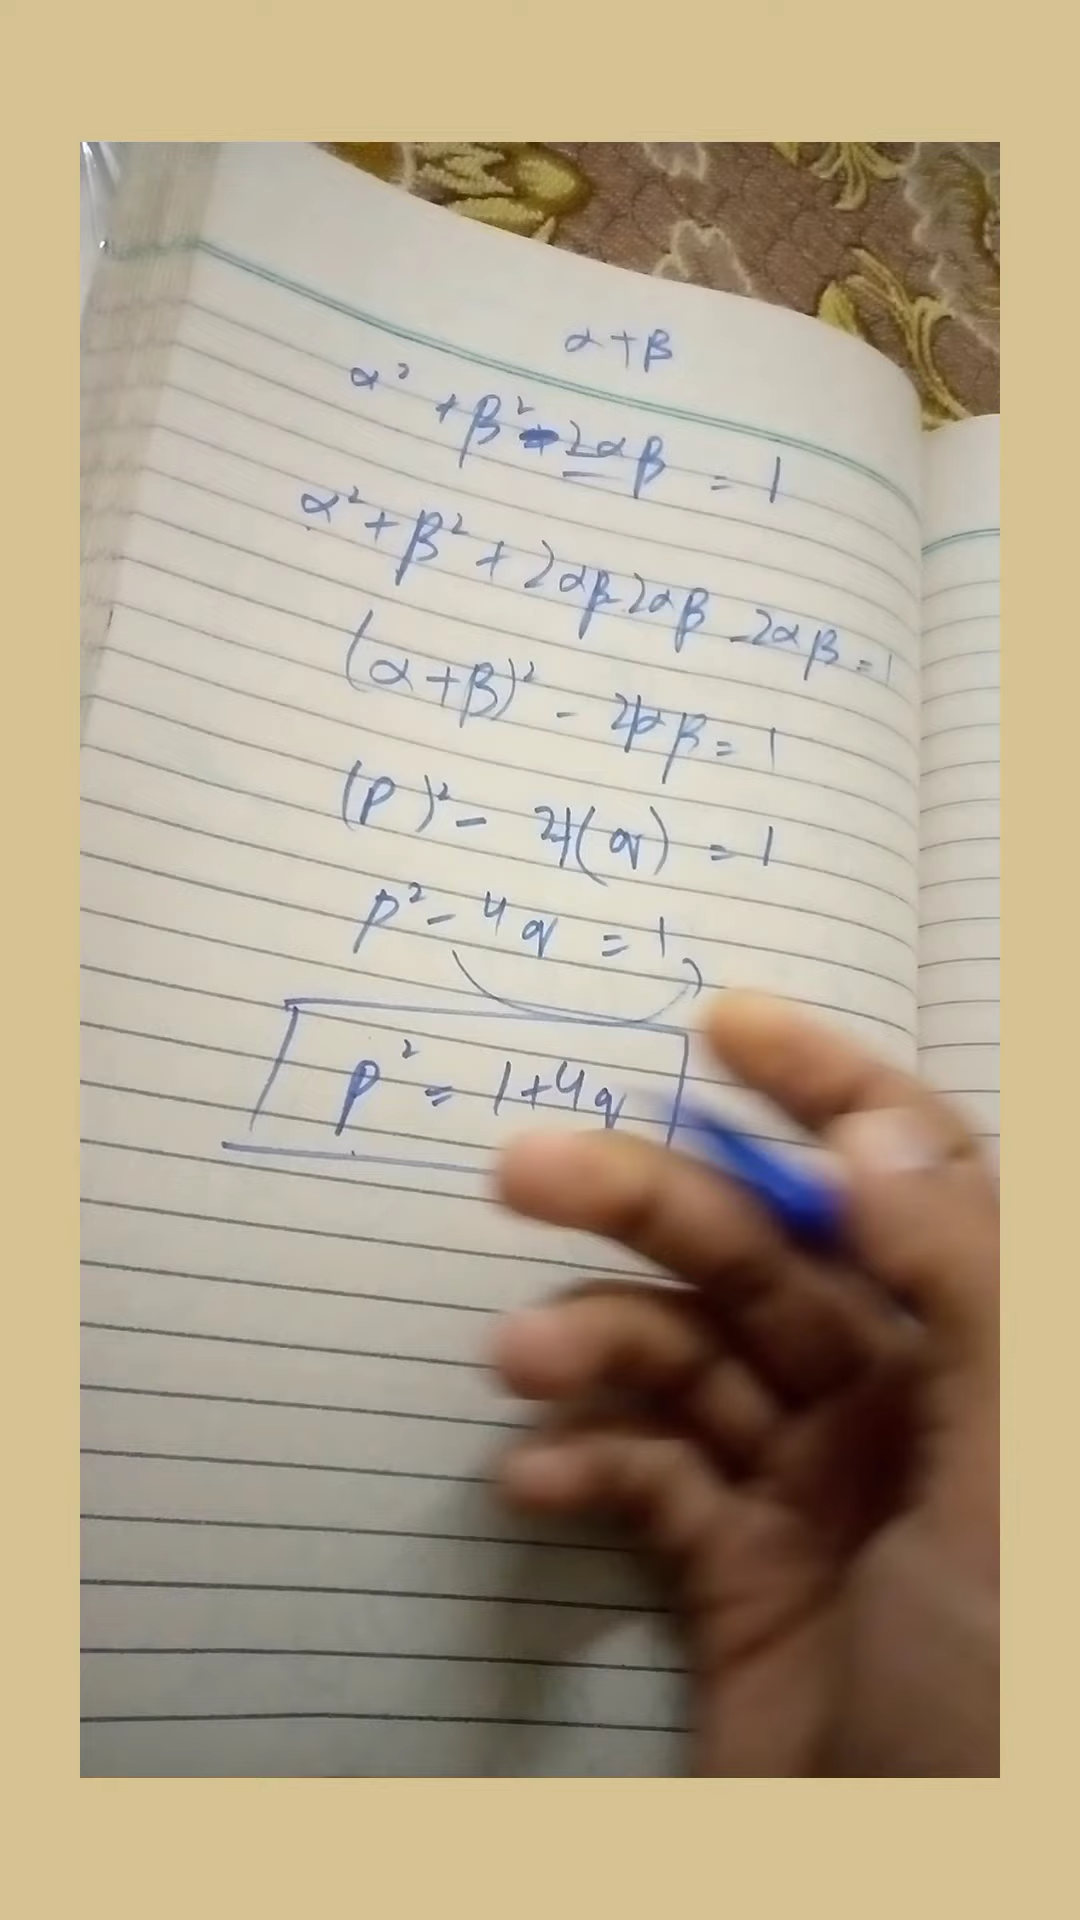 α+β
α²+β²-2αβ = 1
α²+β²+2αβ-2αβ-2αβ=1
(α+β)²-4αβ=1
(p)²-4(q)=1
p²-4q=1
p²=1+4q